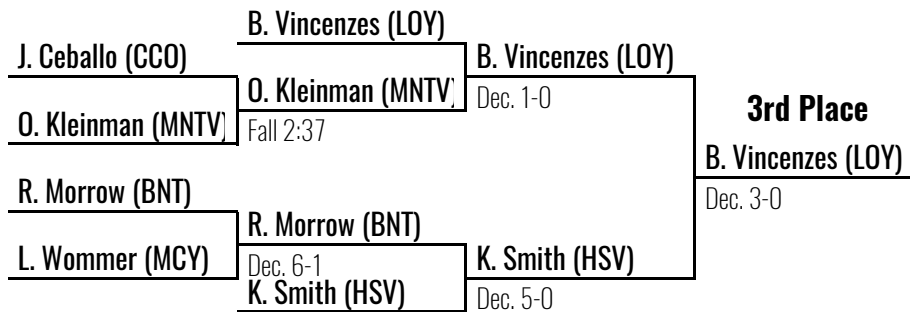 B. Vincenzes (LOY)
J. Ceballo (CCO)
B. Vincenzes (LOY)
O. Kleinman (MNTV)
Dec. 1-0
3rd Place
O. Kleinman (MNTV)
Fall 2:37
B. Vincenzes (LOY)
R. Morrow (BNT)
Dec. 3-0
R. Morrow (BNT)
L. Wommer (MCY)
Dec. 6-1
K. Smith (HSV)
K. Smith (HSV)
Dec. 5-0